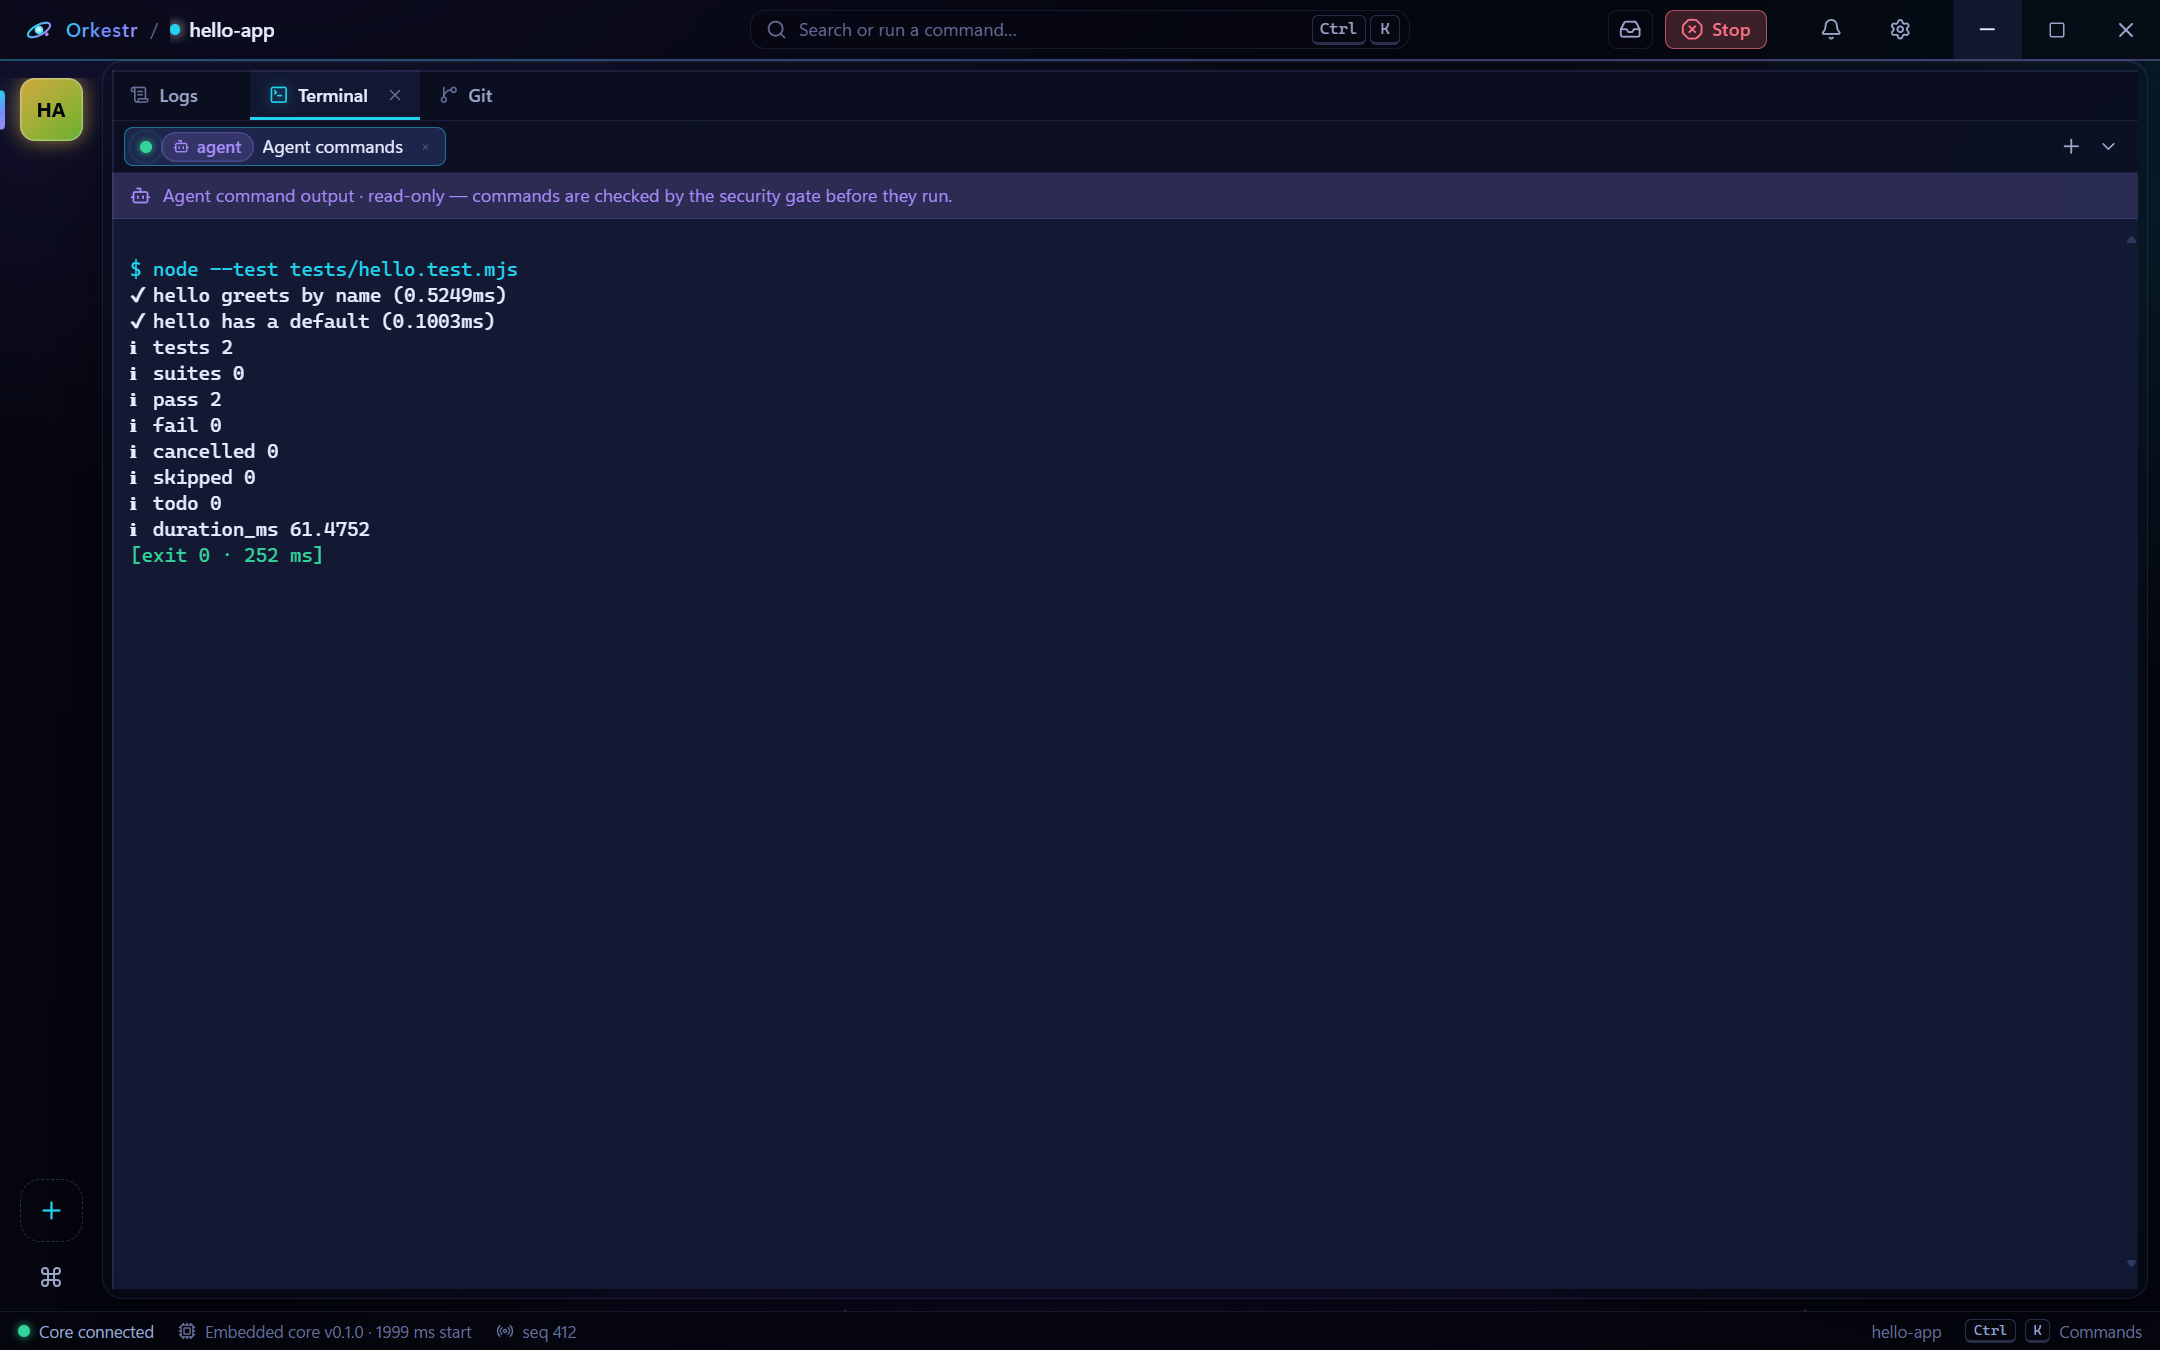 Orkestr / hello-app
Search or run a command...
Ctrl K
Stop
HA
Logs
Terminal
Git
agent Agent commands
Agent command output · read-only — commands are checked by the security gate before they run.
$ node --test tests/hello.test.mjs
✔ hello greets by name (0.5249ms)
✔ hello has a default (0.1003ms)
ℹ tests 2
ℹ suites 0
ℹ pass 2
ℹ fail 0
ℹ cancelled 0
ℹ skipped 0
ℹ todo 0
ℹ duration_ms 61.4752
[exit 0 · 252 ms]
Core connected
Embedded core v0.1.0 · 1999 ms start
seq 412
hello-app
Ctrl K Commands